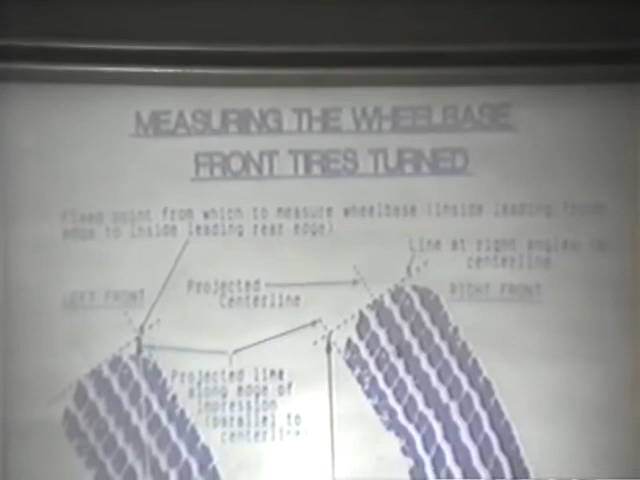 MEASURING THE WHEELBASE
FRONT TIRES TURNED
Fixed point from which to measure wheelbase (inside leading front
edge to inside leading rear edge)
Line at right angles to
centerline
Projected
Centerline
LEFT FRONT
RIGHT FRONT
Projected line
along edge of
impression
(parallel to
centerline)